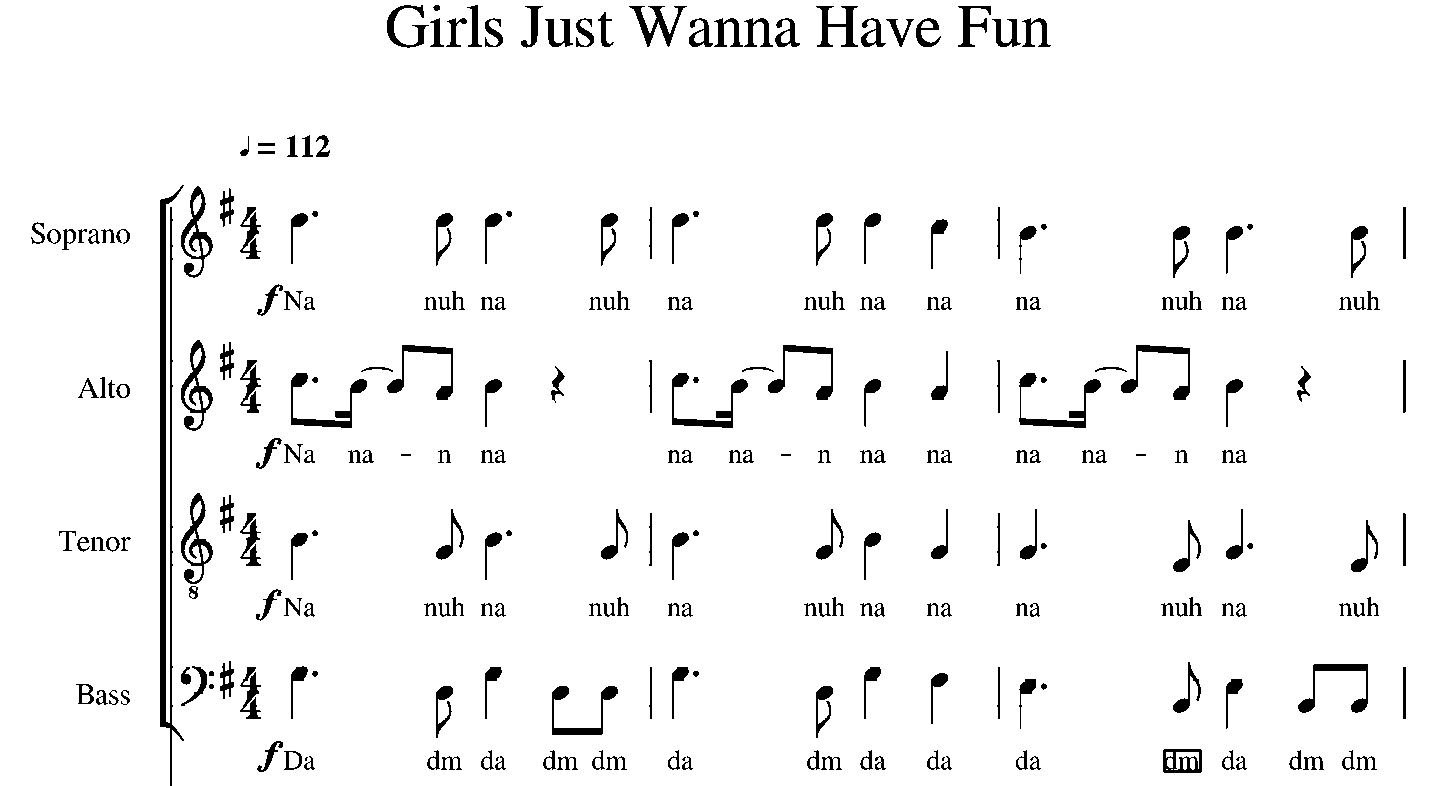 Girls Just Wanna Have Fun
♩ = 112
Soprano
f Na nuh na nuh na nuh na na na nuh na nuh
Alto
f Na na - n na na na - n na na na na - n na
Tenor
8
f Na nuh na nuh na nuh na na na nuh na nuh
Bass
f Da dm da dm dm da dm da da da dm da dm dm